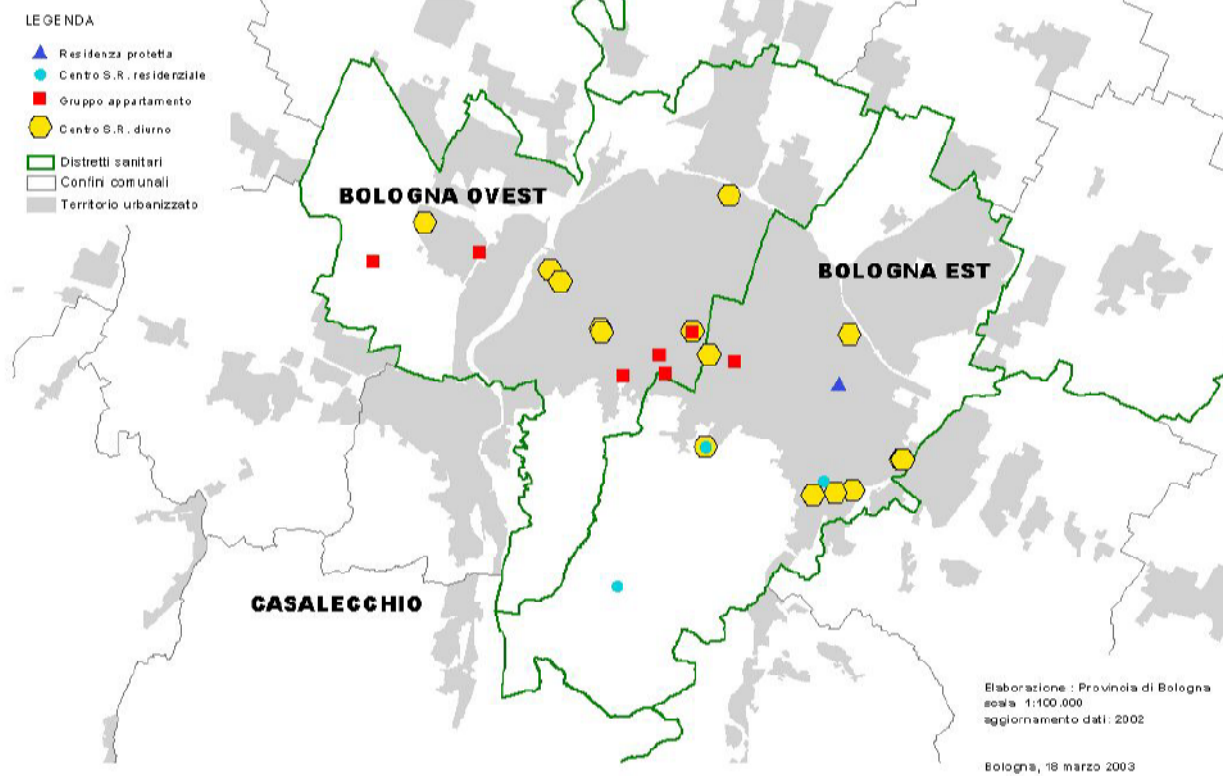 LEGENDA
Residenza protetta
Centro S.R. residenziale
Gruppo appartamento
Centro S.R. diurno
Distretti sanitari
Confini comunali
Territorio urbanizzato
BOLOGNA OVEST
BOLOGNA EST
CASALECCHIO
Elaborazione : Provincia di Bologna
scala 1:100.000
aggiornamento dati: 2002
Bologna, 18 marzo 2003